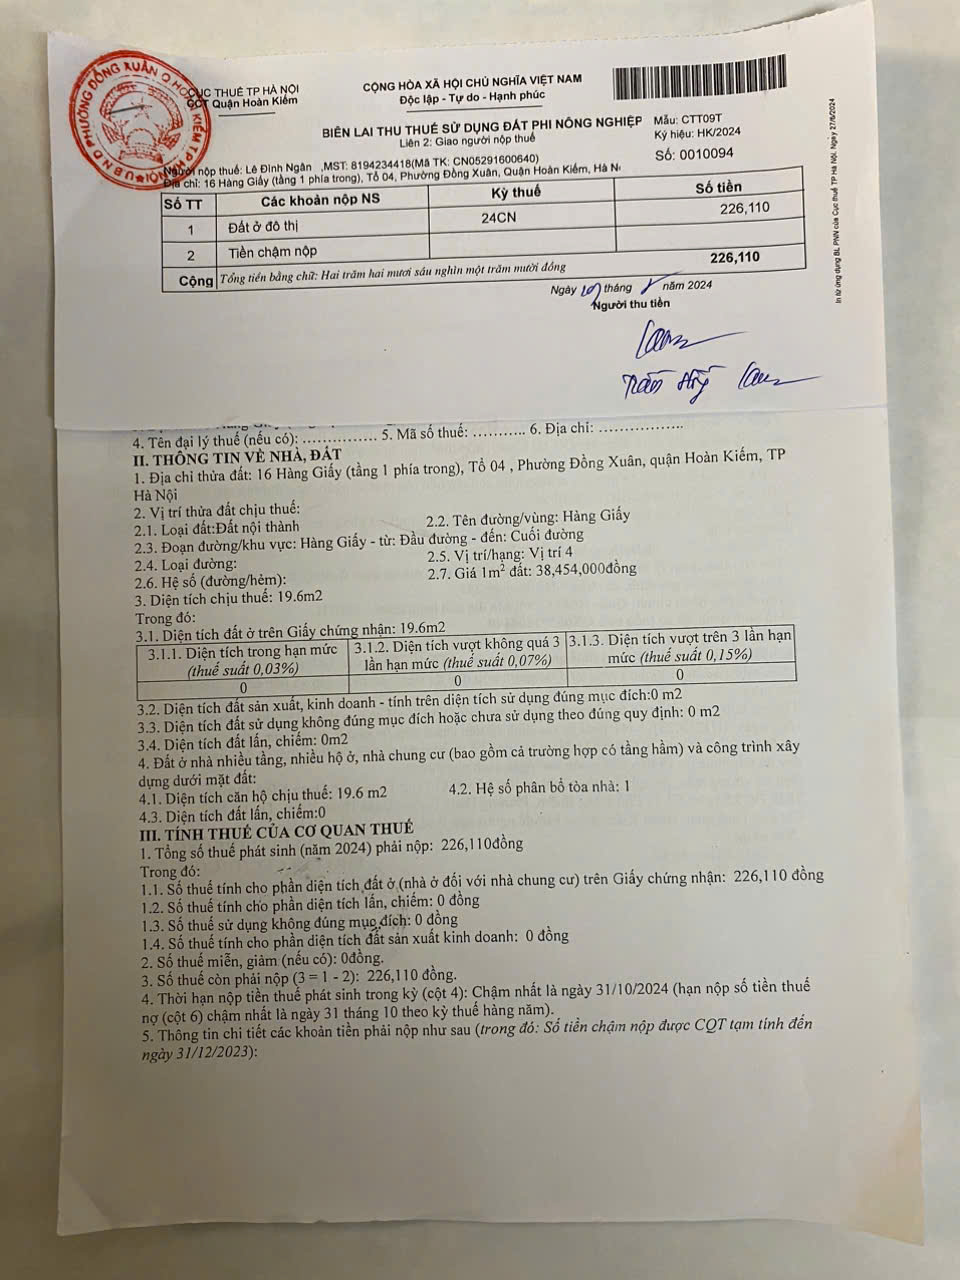 CỤC THUẾ TP HÀ NỘI
CCT Quận Hoàn Kiếm
CỘNG HÒA XÃ HỘI CHỦ NGHĨA VIỆT NAM
Độc lập - Tự do - Hạnh phúc
BIÊN LAI THU THUẾ SỬ DỤNG ĐẤT PHI NÔNG NGHIỆP
Liên 2: Giao người nộp thuế
Mẫu: CTT09T
Ký hiệu: HK/2024
Số: 0010094
U.B.N.D PHƯỜNG ĐỒNG XUÂN Q.HOÀN KIẾM T.P HÀ NỘI
Người nộp thuế: Lê Đình Ngân ,MST: 8194234418(Mã TK: CN05291600640)
Địa chỉ: 16 Hàng Giấy (tầng 1 phía trong), Tổ 04, Phường Đồng Xuân, Quận Hoàn Kiếm, Hà N
Số TT Các khoản nộp NS Kỳ thuế Số tiền
1 Đất ở đô thị 24CN 226,110
2 Tiền chậm nộp
Cộng Tổng tiền bằng chữ: Hai trăm hai mươi sáu nghìn một trăm mười đồng 226,110
Ngày tháng năm 2024
Người thu tiền
Trần
In từ ứng dụng BL PNN của Cục thuế TP Hà Nội. Ngày 27/6/2024
4. Tên đại lý thuế (nếu có): ............... 5. Mã số thuế: ........... 6. Địa chỉ: .................
II. THÔNG TIN VỀ NHÀ, ĐẤT
1. Địa chỉ thửa đất: 16 Hàng Giấy (tầng 1 phía trong), Tổ 04 , Phường Đồng Xuân, quận Hoàn Kiếm, TP
Hà Nội
2. Vị trí thửa đất chịu thuế:
2.1. Loại đất:Đất nội thành 2.2. Tên đường/vùng: Hàng Giấy
2.3. Đoạn đường/khu vực: Hàng Giấy - từ: Đầu đường - đến: Cuối đường
2.4. Loại đường: 2.5. Vị trí/hạng: Vị trí 4
2.6. Hệ số (đường/hẻm): 2.7. Giá 1m² đất: 38,454,000đồng
3. Diện tích chịu thuế: 19.6m2
Trong đó:
3.1. Diện tích đất ở trên Giấy chứng nhận: 19.6m2
3.1.1. Diện tích trong hạn mức 3.1.2. Diện tích vượt không quá 3 3.1.3. Diện tích vượt trên 3 lần hạn
(thuế suất 0,03%) lần hạn mức (thuế suất 0,07%) mức (thuế suất 0,15%)
0 0 0
3.2. Diện tích đất sản xuất, kinh doanh - tính trên diện tích sử dụng đúng mục đích:0 m2
3.3. Diện tích đất sử dụng không đúng mục đích hoặc chưa sử dụng theo đúng quy định: 0 m2
3.4. Diện tích đất lấn, chiếm: 0m2
4. Đất ở nhà nhiều tầng, nhiều hộ ở, nhà chung cư (bao gồm cả trường hợp có tầng hầm) và công trình xây
dựng dưới mặt đất:
4.1. Diện tích căn hộ chịu thuế: 19.6 m2 4.2. Hệ số phân bổ tòa nhà: 1
4.3. Diện tích đất lấn, chiếm:0
III. TÍNH THUẾ CỦA CƠ QUAN THUẾ
1. Tổng số thuế phát sinh (năm 2024) phải nộp: 226,110đồng
Trong đó:
1.1. Số thuế tính cho phần diện tích đất ở (nhà ở đối với nhà chung cư) trên Giấy chứng nhận: 226,110 đồng
1.2. Số thuế tính cho phần diện tích lấn, chiếm: 0 đồng
1.3. Số thuế sử dụng không đúng mục đích: 0 đồng
1.4. Số thuế tính cho phần diện tích đất sản xuất kinh doanh: 0 đồng
2. Số thuế miễn, giảm (nếu có): 0đồng.
3. Số thuế còn phải nộp (3 = 1 - 2): 226,110 đồng.
4. Thời hạn nộp tiền thuế phát sinh trong kỳ (cột 4): Chậm nhất là ngày 31/10/2024 (hạn nộp số tiền thuế
nợ (cột 6) chậm nhất là ngày 31 tháng 10 theo kỳ thuế hàng năm).
5. Thông tin chi tiết các khoản tiền phải nộp như sau (trong đó: Số tiền chậm nộp được CQT tạm tính đến
ngày 31/12/2023):